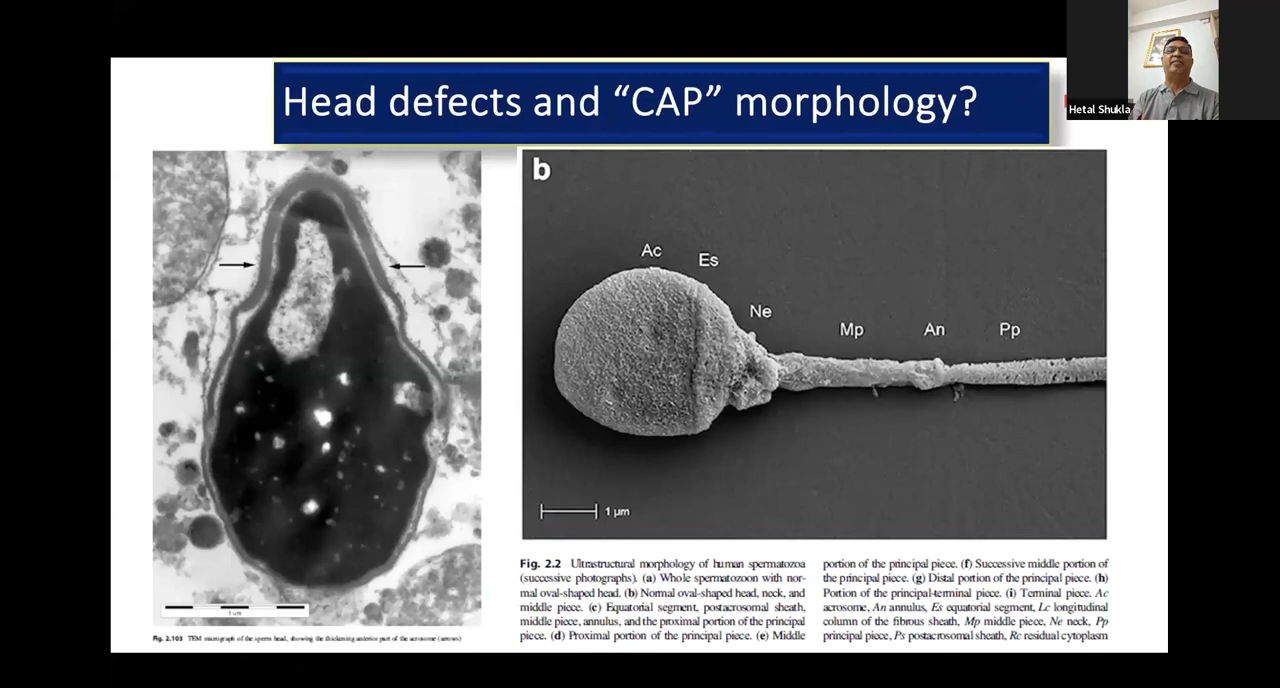 Head defects and “CAP” morphology?
Hetal Shukla
b
Ac
Es
Ne
Mp
An
Pp
1 μm
1 um
Fig. 2.103 TEM micrograph of the sperm head, showing the thickening anterior part of the acrosome (arrows)
Fig. 2.2 Ultrastructural morphology of human spermatozoa
(successive photographs). (a) Whole spermatozoon with nor-
mal oval-shaped head. (b) Normal oval-shaped head, neck, and
middle piece. (c) Equatorial segment, postacrosomal sheath,
middle piece, annulus, and the proximal portion of the principal
piece. (d) Proximal portion of the principal piece. (e) Middle
portion of the principal piece. (f) Successive middle portion of
the principal piece. (g) Distal portion of the principal piece. (h)
Portion of the principal-terminal piece. (i) Terminal piece. Ac
acrosome, An annulus, Es equatorial segment, Lc longitudinal
column of the fibrous sheath, Mp middle piece, Ne neck, Pp
principal piece, Ps postacrosomal sheath, Rc residual cytoplasm